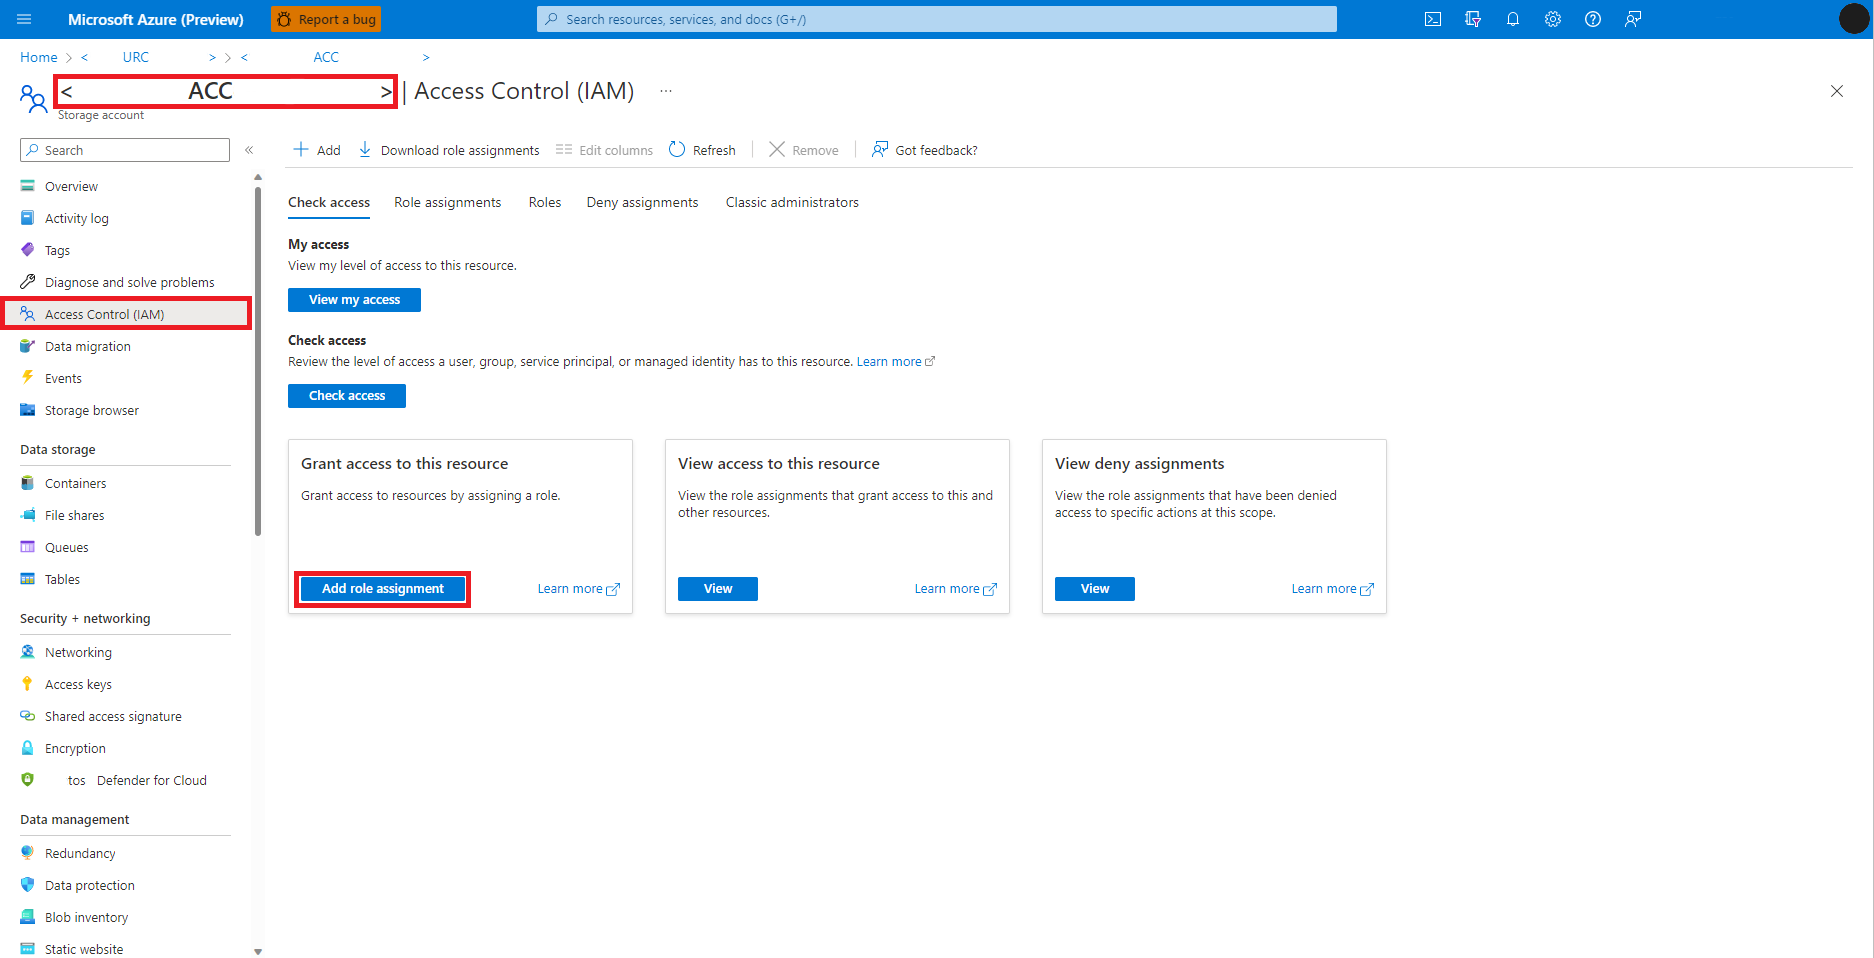 Microsoft Azure (Preview)
Report a bug
Search resources, services, and docs (G+/)
Home > < URC > > < ACC >
< ACC > | Access Control (IAM) ...
Storage account
Search
«
Add
Download role assignments
Edit columns
Refresh
Remove
Got feedback?
Overview
Activity log
Tags
Diagnose and solve problems
Access Control (IAM)
Data migration
Events
Storage browser
Data storage
Containers
File shares
Queues
Tables
Security + networking
Networking
Access keys
Shared access signature
Encryption
tos Defender for Cloud
Data management
Redundancy
Data protection
Blob inventory
Static website
Check access
Role assignments
Roles
Deny assignments
Classic administrators
My access
View my level of access to this resource.
View my access
Check access
Review the level of access a user, group, service principal, or managed identity has to this resource. Learn more
Check access
Grant access to this resource
Grant access to resources by assigning a role.
Add role assignment
Learn more
View access to this resource
View the role assignments that grant access to this and
other resources.
View
Learn more
View deny assignments
View the role assignments that have been denied
access to specific actions at this scope.
View
Learn more